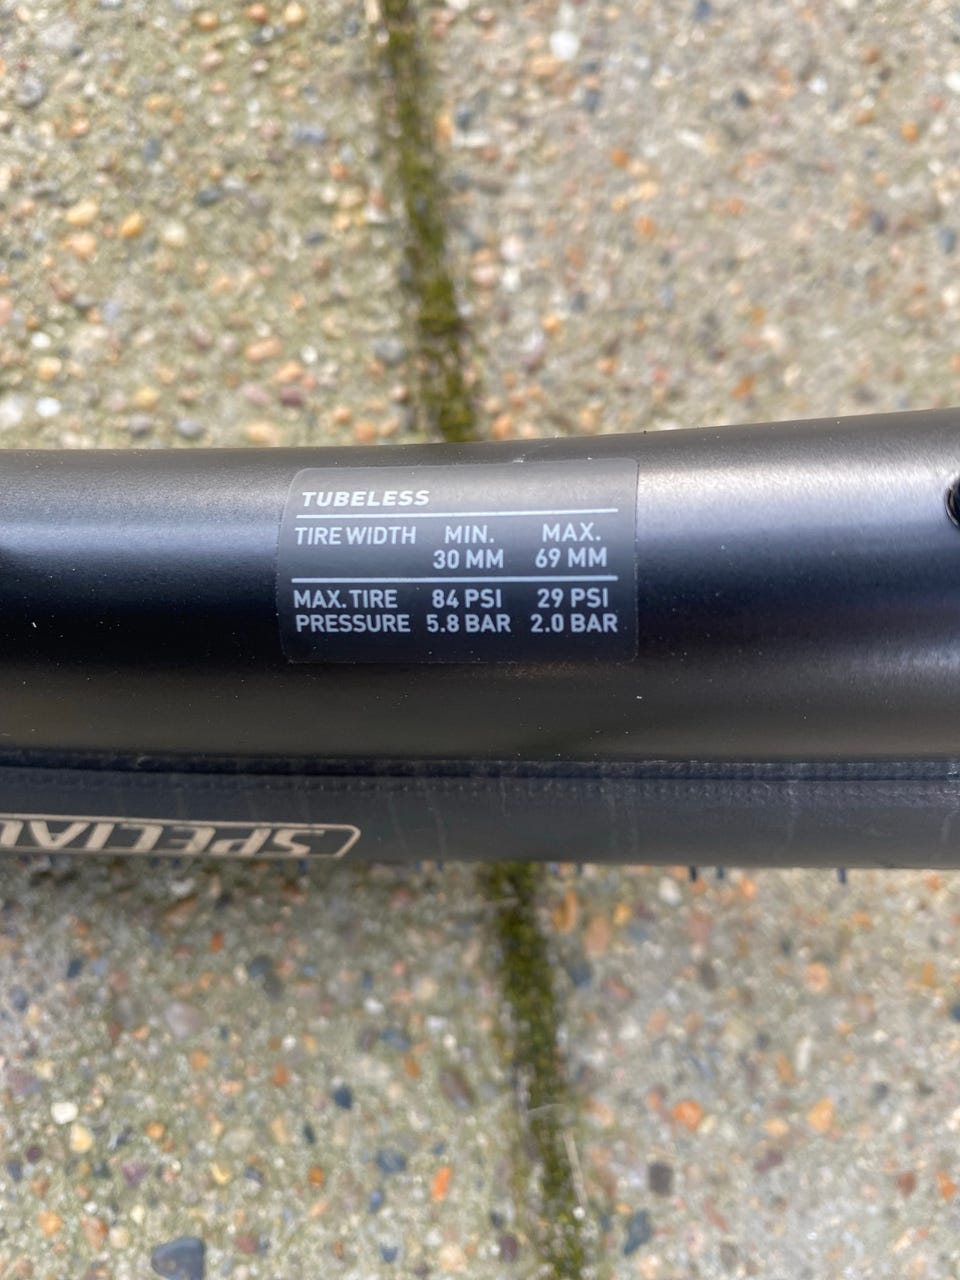 TUBELESS
TIRE WIDTH MIN. MAX.
30 MM 69 MM
MAX. TIRE 84 PSI 29 PSI
PRESSURE 5.8 BAR 2.0 BAR